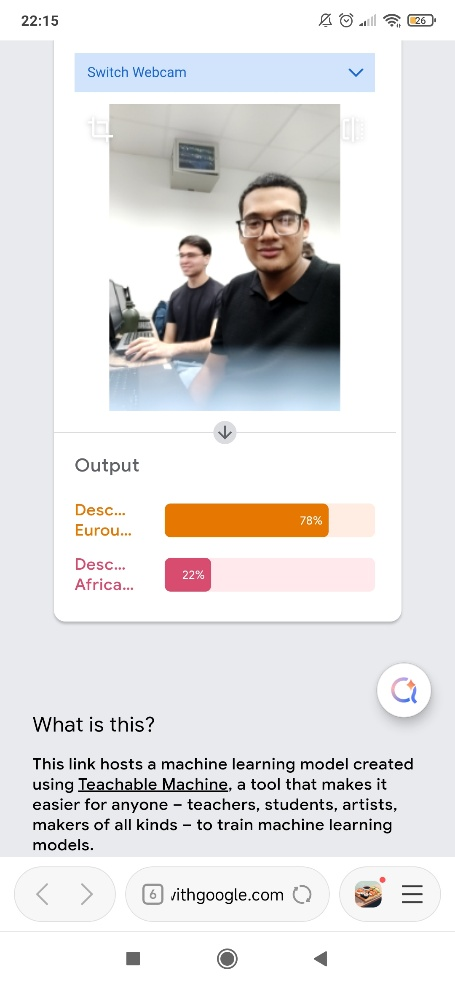 22:15
26
Switch Webcam
Output
Desc...
Eurou...
78%
Desc...
Africa...
22%
What is this?
This link hosts a machine learning model created
using Teachable Machine, a tool that makes it
easier for anyone – teachers, students, artists,
makers of all kinds – to train machine learning
models.
6
withgoogle.com